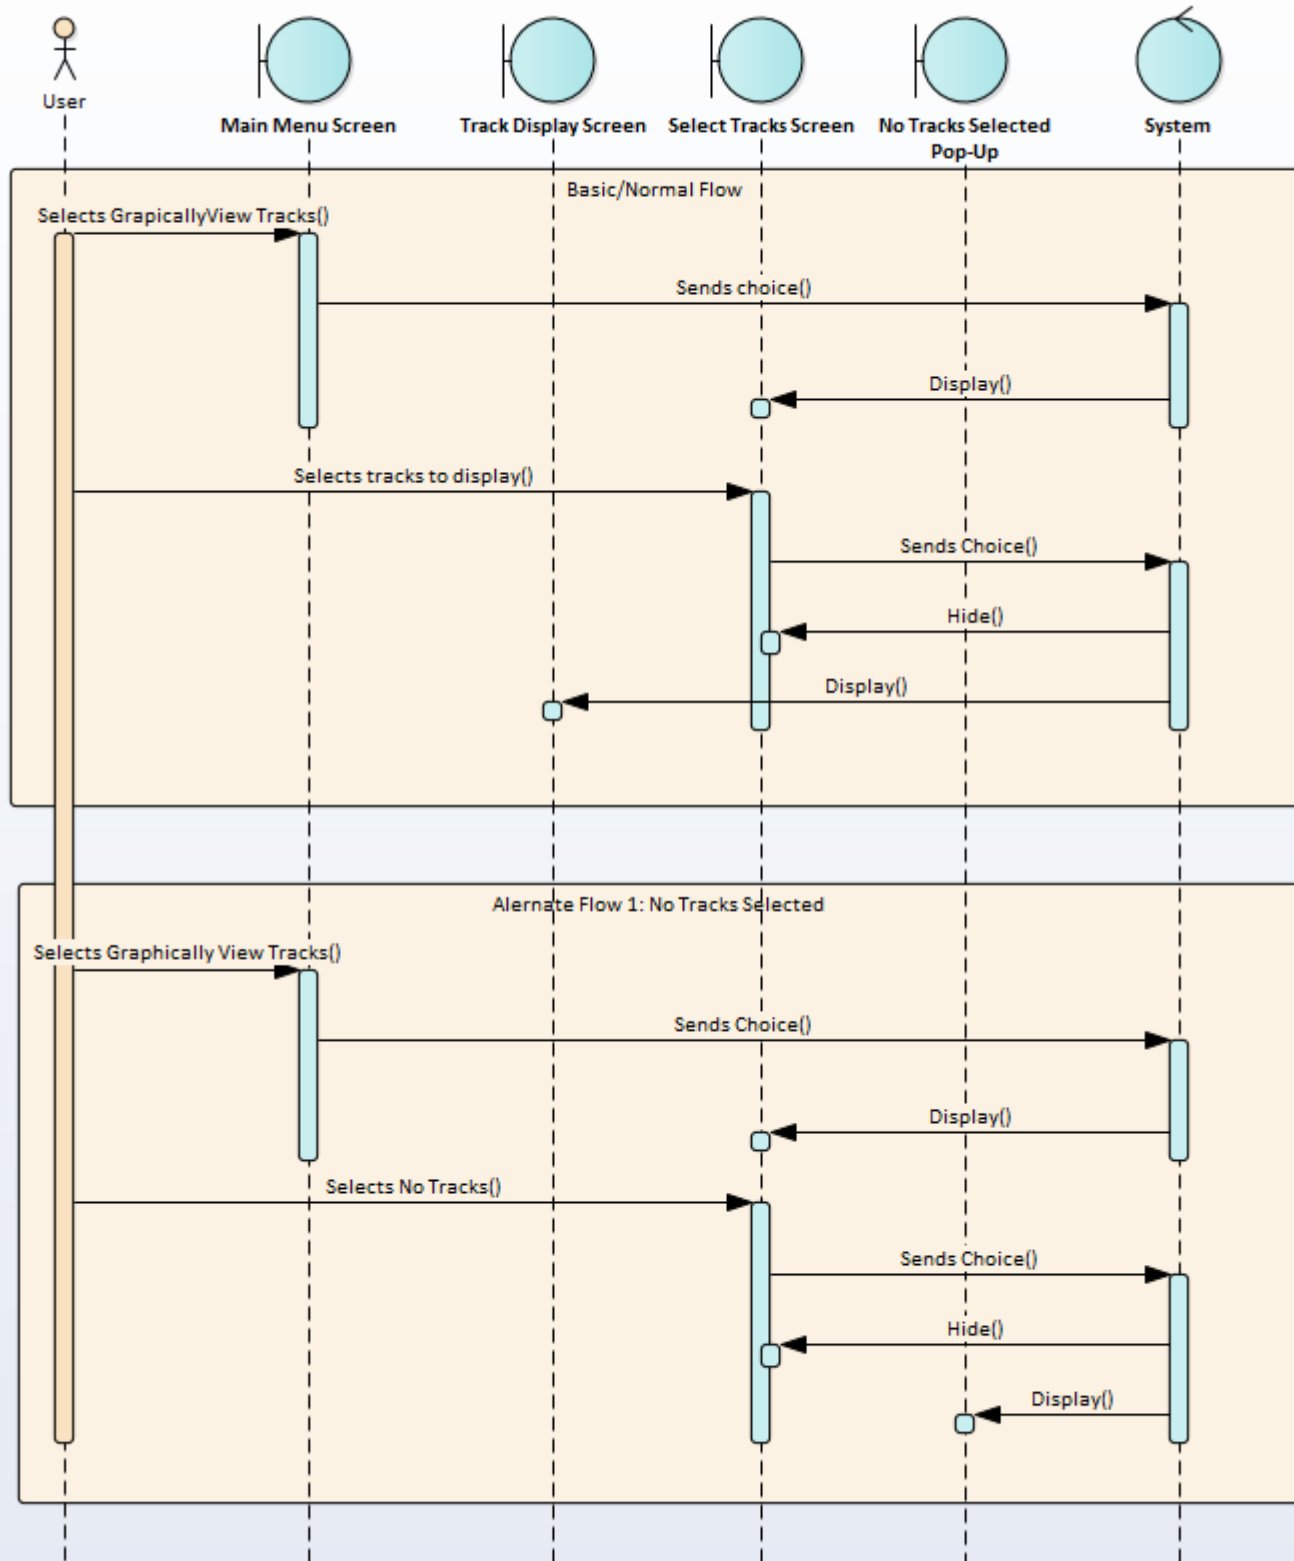 User
Main Menu Screen
Track Display Screen
Select Tracks Screen
No Tracks Selected
Pop-Up
System
Basic/Normal Flow
Selects GrapicallyView Tracks()
Sends choice()
Display()
Selects tracks to display()
Sends Choice()
Hide()
Display()
Alernate Flow 1: No Tracks Selected
Selects Graphically View Tracks()
Sends Choice()
Display()
Selects No Tracks()
Sends Choice()
Hide()
Display()